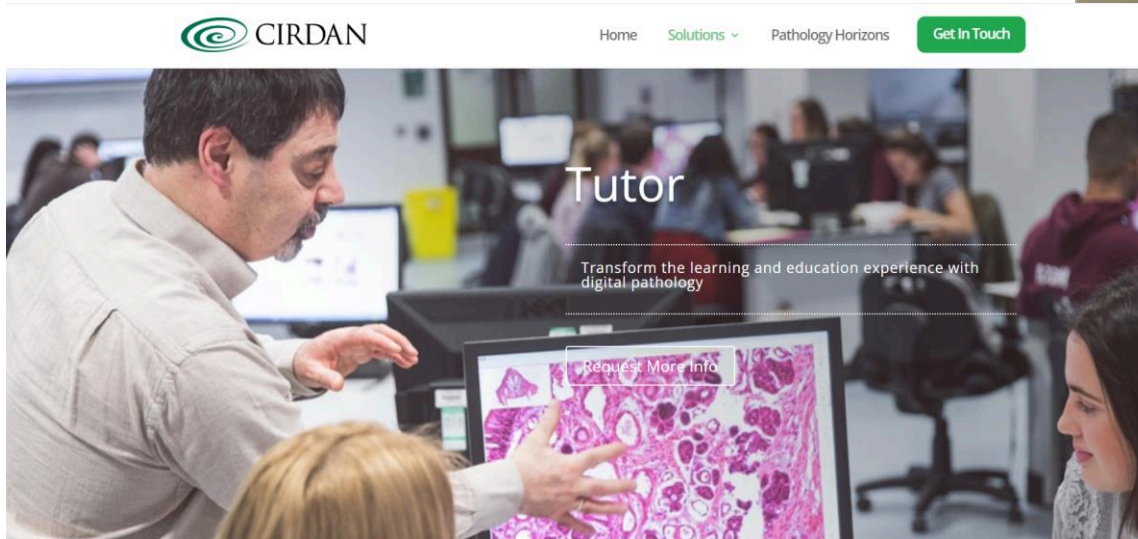 CIRDAN
Home
Solutions
Pathology Horizons
Get In Touch
Tutor
Transform the learning and education experience with
digital pathology
Request More Info